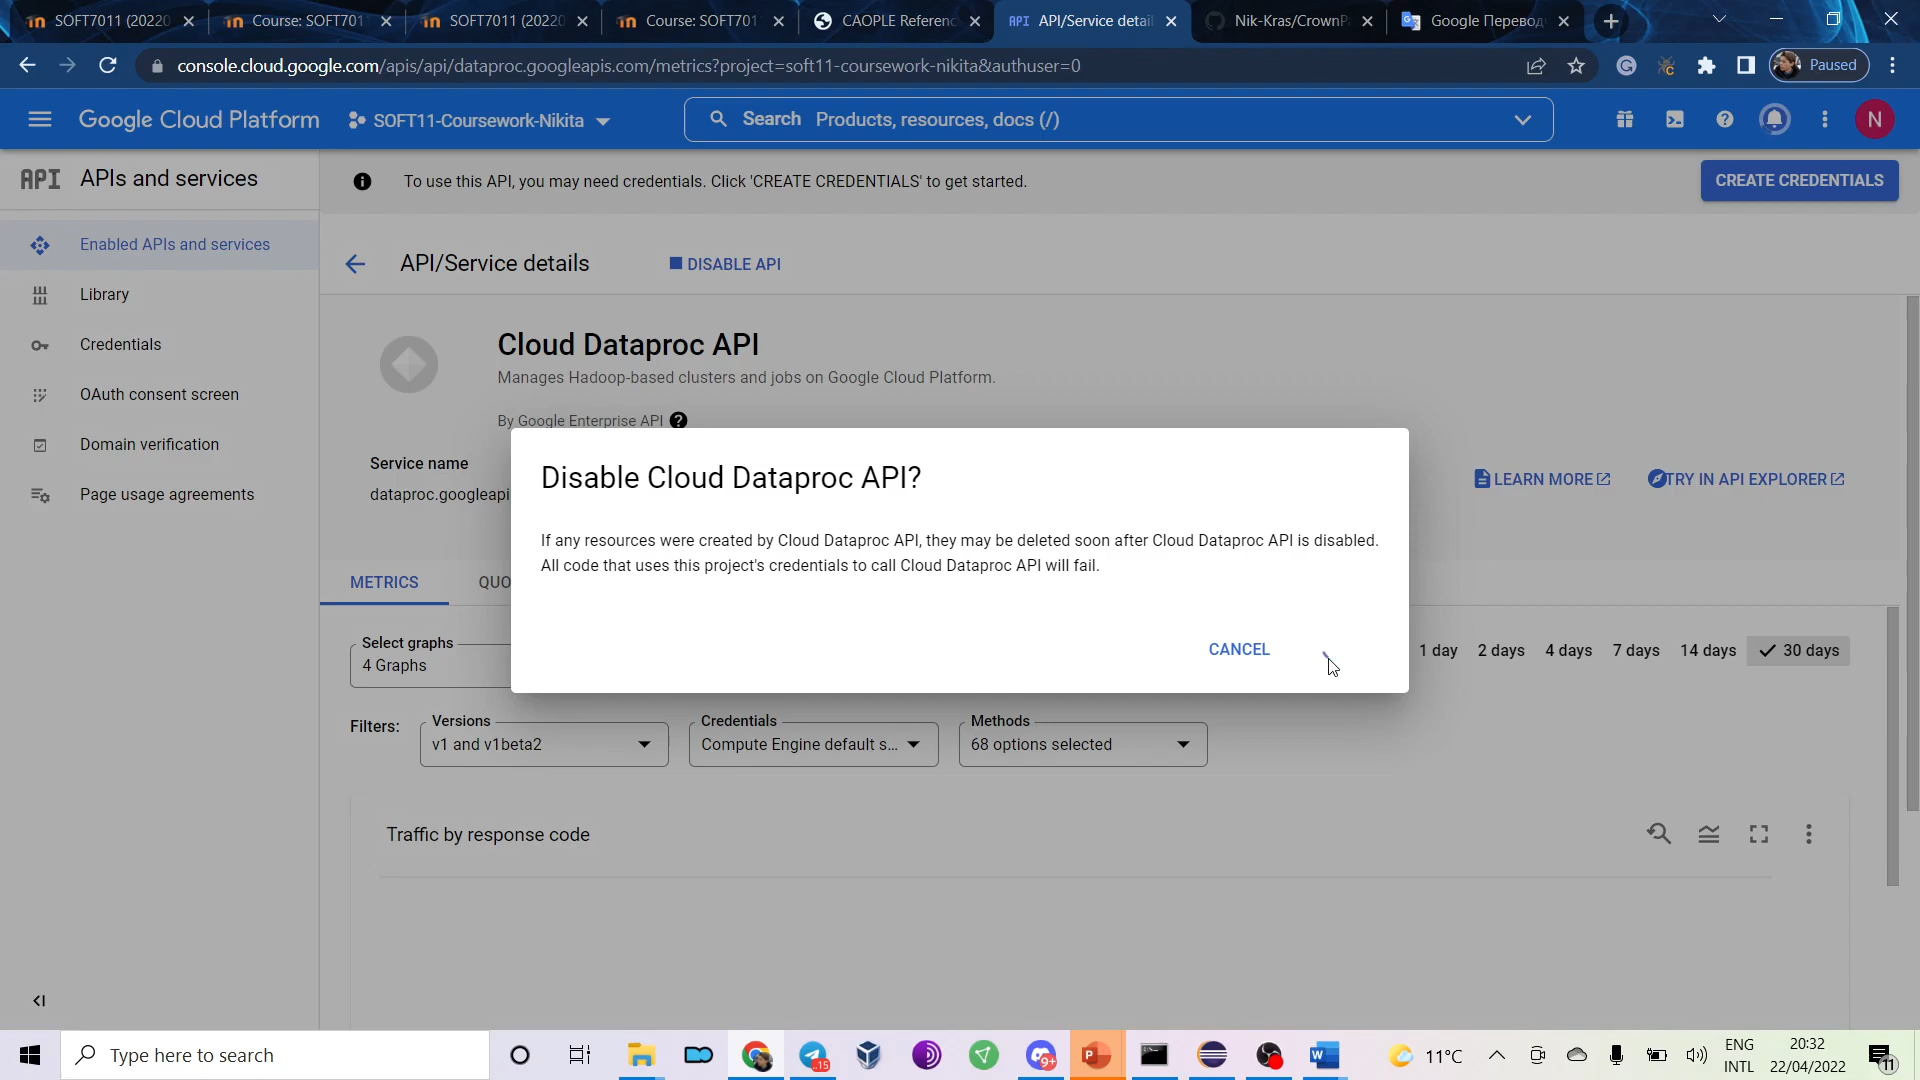 SOFT7011 (20220
Course: SOFT701
SOFT7011 (20220
Course: SOFT701
CAOPLE Referenc
API API/Service detail
Nik-Kras/CrownP
Google Перевод
console.cloud.google.com/apis/api/dataproc.googleapis.com/metrics?project=soft11-coursework-nikita&authuser=0
Paused
Google Cloud Platform
SOFT11-Coursework-Nikita
Search Products, resources, docs (/)
N
API APIs and services
To use this API, you may need credentials. Click 'CREATE CREDENTIALS' to get started.
CREATE CREDENTIALS
Enabled APIs and services
Library
Credentials
OAuth consent screen
Domain verification
Page usage agreements
API/Service details
DISABLE API
Cloud Dataproc API
Manages Hadoop-based clusters and jobs on Google Cloud Platform.
By Google Enterprise API
Service name
dataproc.googleapi
LEARN MORE
TRY IN API EXPLORER
Disable Cloud Dataproc API?
If any resources were created by Cloud Dataproc API, they may be deleted soon after Cloud Dataproc API is disabled.
All code that uses this project's credentials to call Cloud Dataproc API will fail.
CANCEL
METRICS
QUO
Select graphs
4 Graphs
1 day 2 days 4 days 7 days 14 days 30 days
Filters:
Versions
v1 and v1beta2
Credentials
Compute Engine default s...
Methods
68 options selected
Traffic by response code
Type here to search
15
9+
11°C
ENG
INTL
20:32
22/04/2022
11